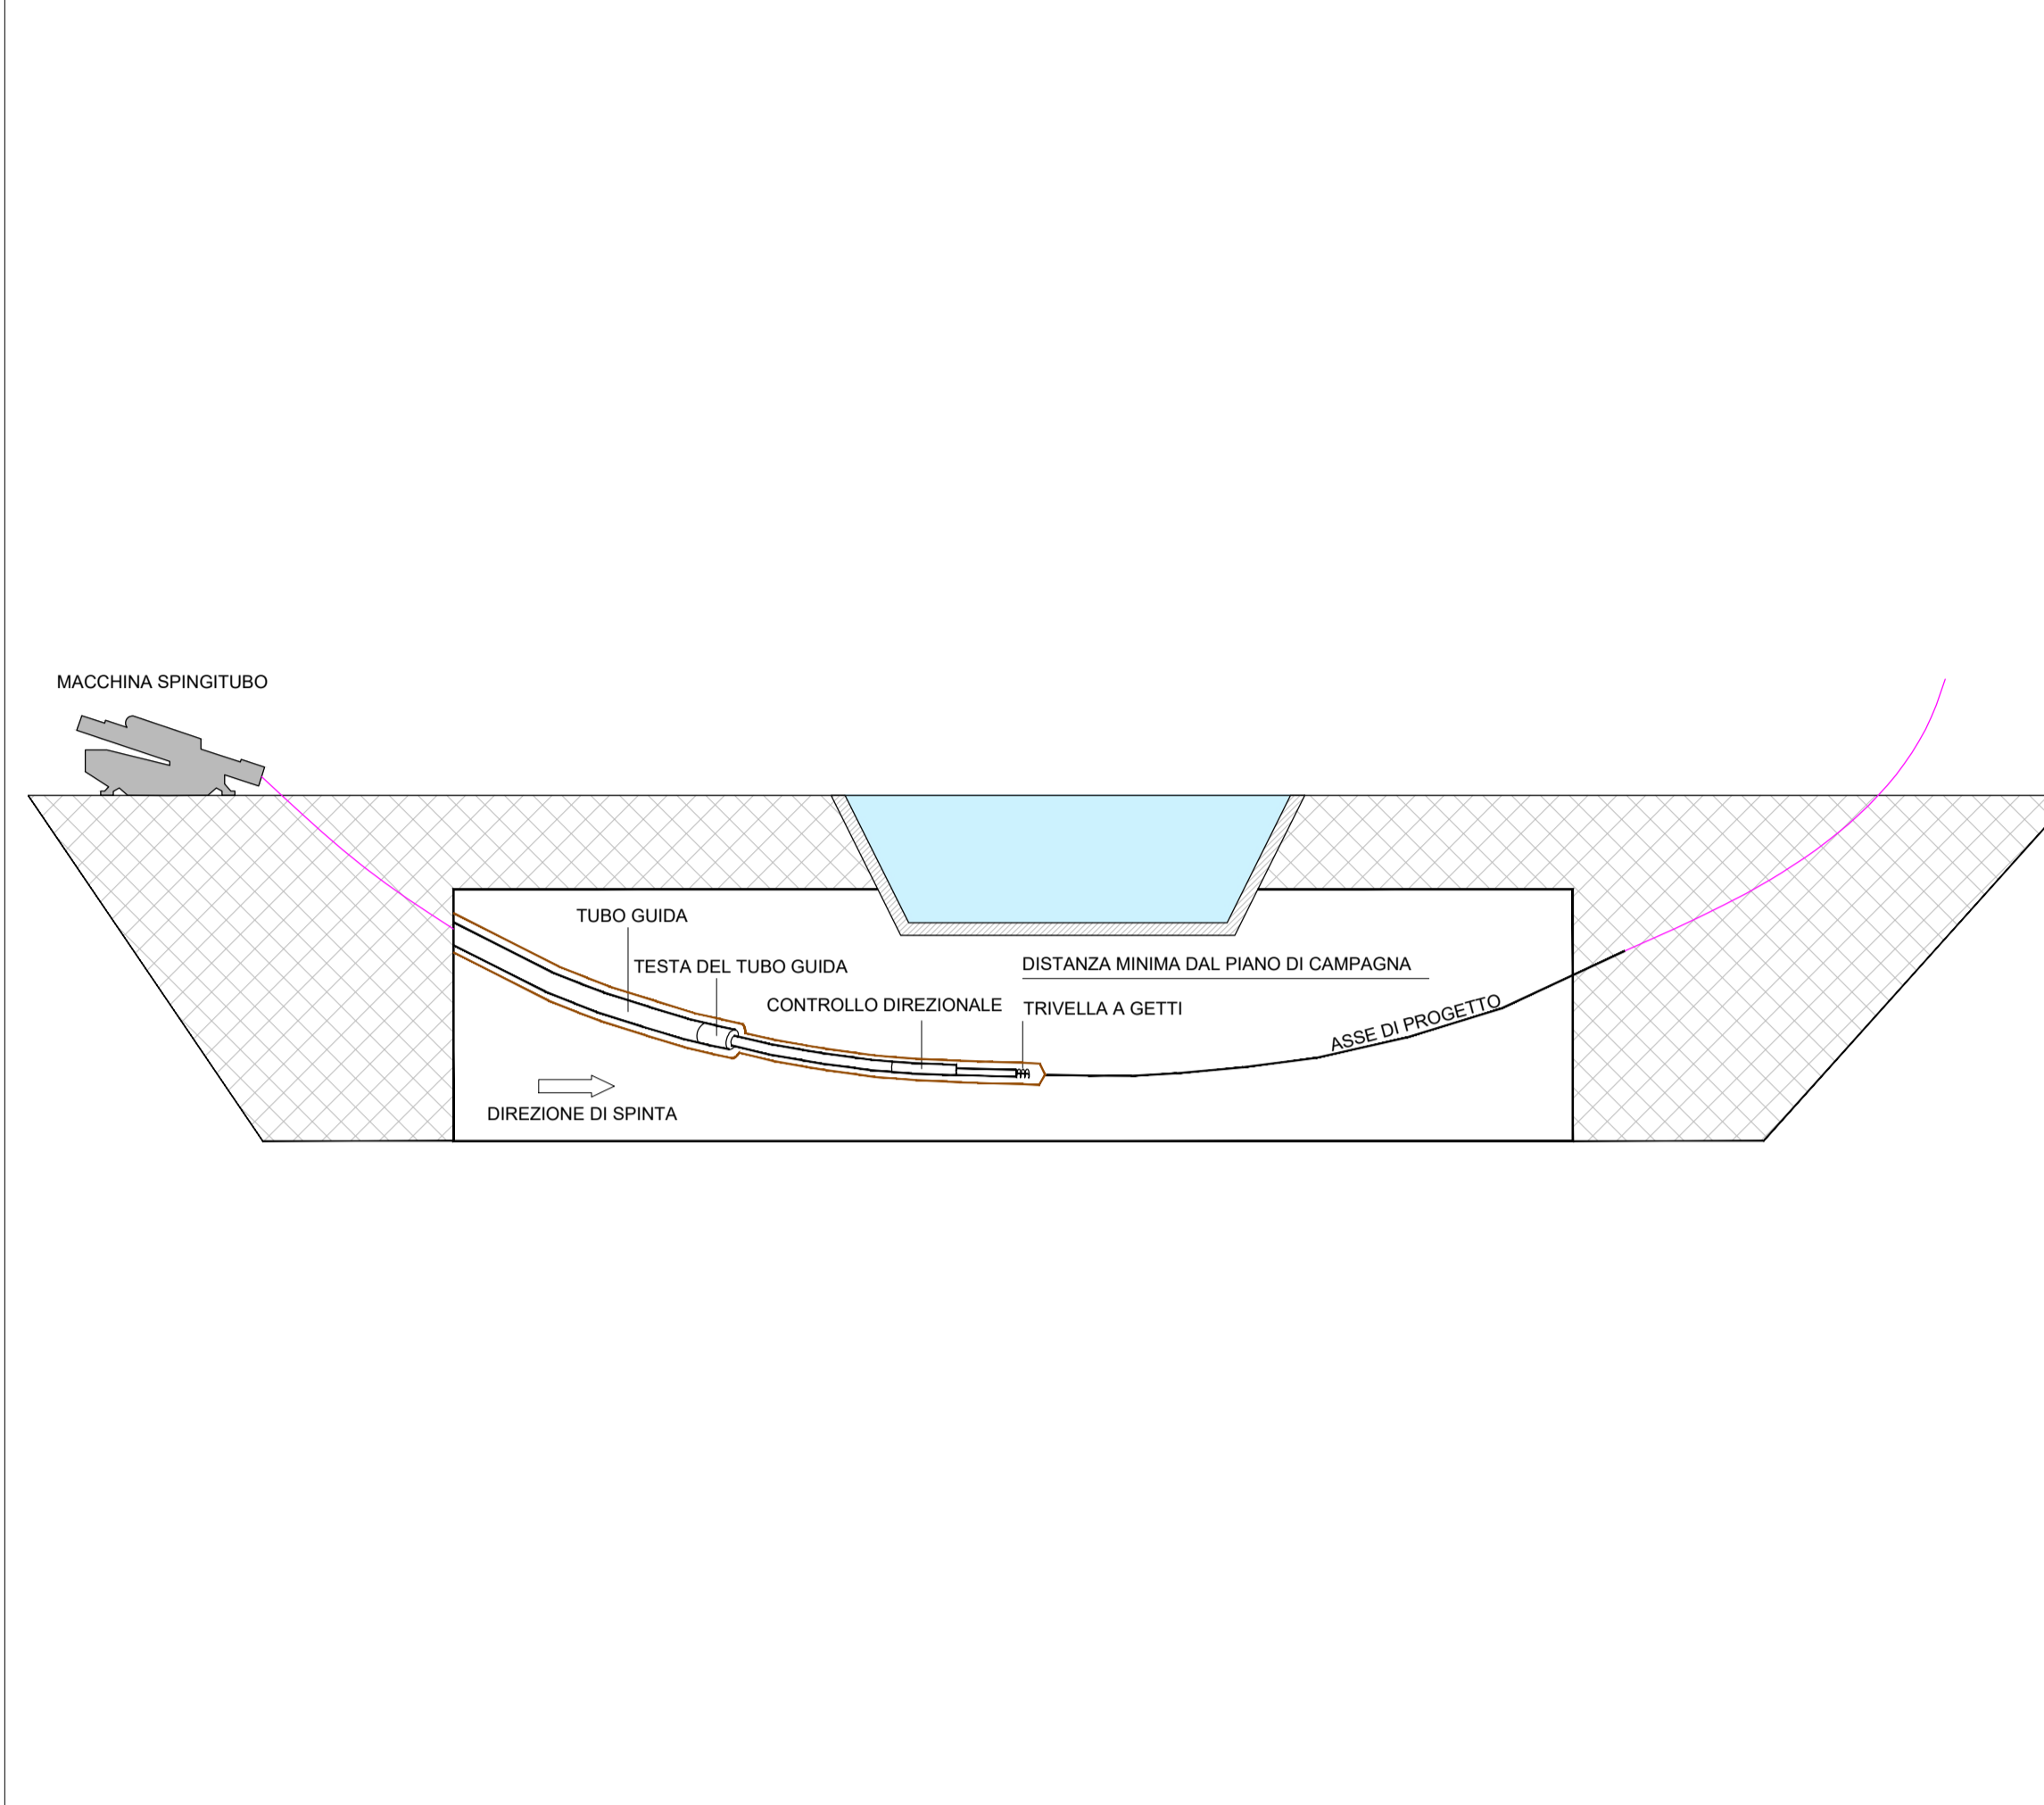 MACCHINA SPINGITUBO
TUBO GUIDA
TESTA DEL TUBO GUIDA
DISTANZA MINIMA DAL PIANO DI CAMPAGNA
CONTROLLO DIREZIONALE
TRIVELLA A GETTI
ASSE DI PROGETTO
DIREZIONE DI SPINTA